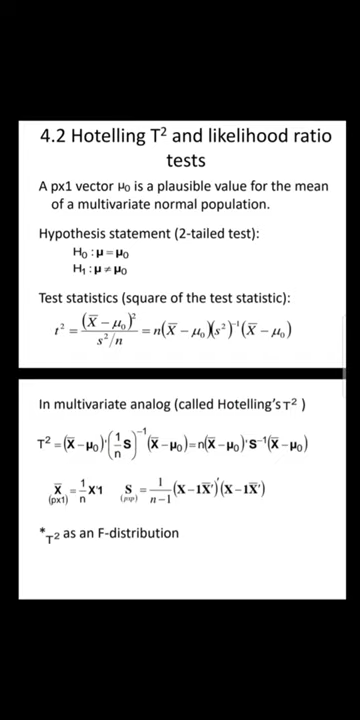 4.2 Hotelling T² and likelihood ratio
tests
A px1 vector μ₀ is a plausible value for the mean
of a multivariate normal population.
Hypothesis statement (2-tailed test):
H₀ : μ = μ₀
H₁ : μ ≠ μ₀
Test statistics (square of the test statistic):
t² = (X̄ − μ₀)² / (s²/n) = n(X̄ − μ₀)(s²)⁻¹(X̄ − μ₀)
In multivariate analog (called Hotelling's T² )
T² = (X̄ − μ₀)' (1/n S)⁻¹ (X̄ − μ₀) = n(X̄ − μ₀)' S⁻¹(X̄ − μ₀)
X̄ (px1) = 1/n X'1 S (pxp) = 1/(n−1) (X − 1X̄')' (X − 1X̄')
*T² as an F-distribution